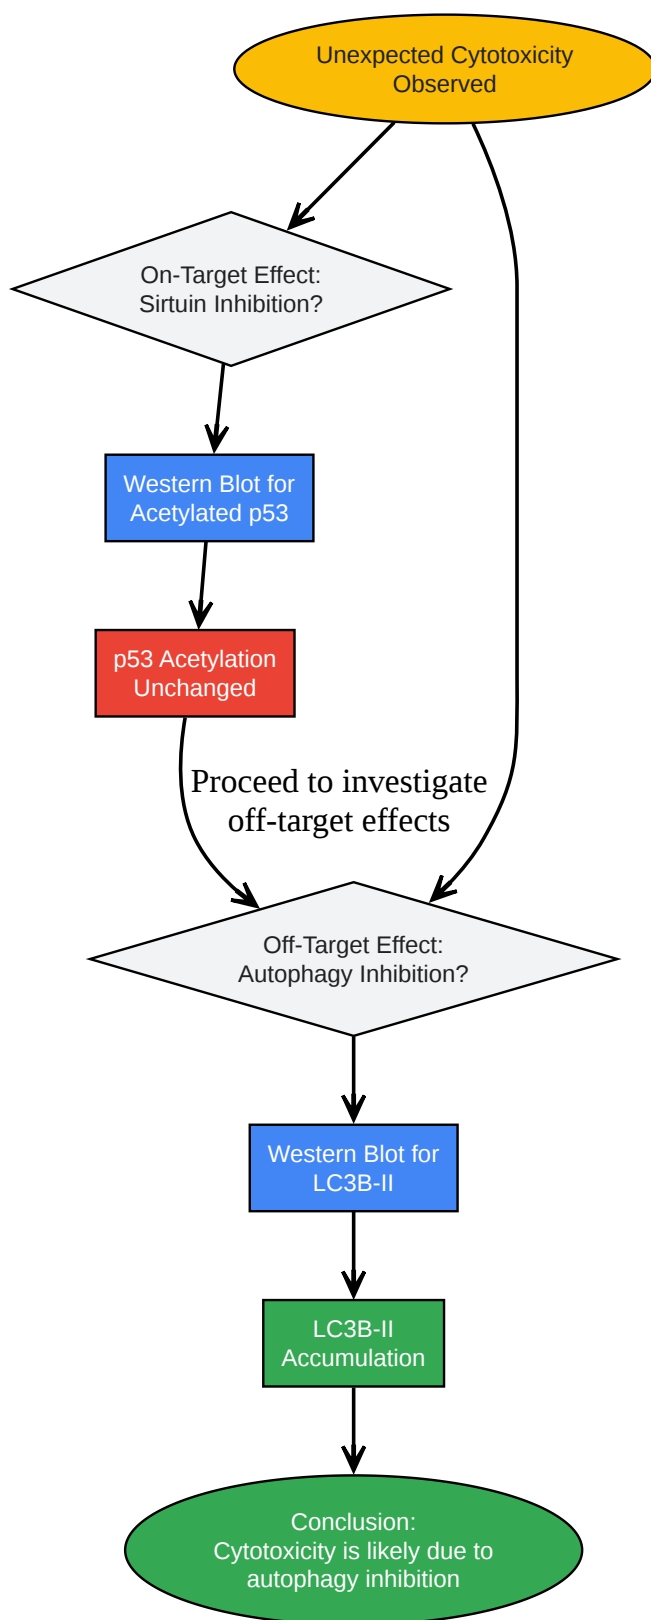 Unexpected Cytotoxicity
Observed
On-Target Effect:
Sirtuin Inhibition?
Western Blot for
Acetylated p53
p53 Acetylation
Unchanged
Proceed to investigate
off-target effects
Off-Target Effect:
Autophagy Inhibition?
Western Blot for
LC3B-II
LC3B-II
Accumulation
Conclusion:
Cytotoxicity is likely due to
autophagy inhibition